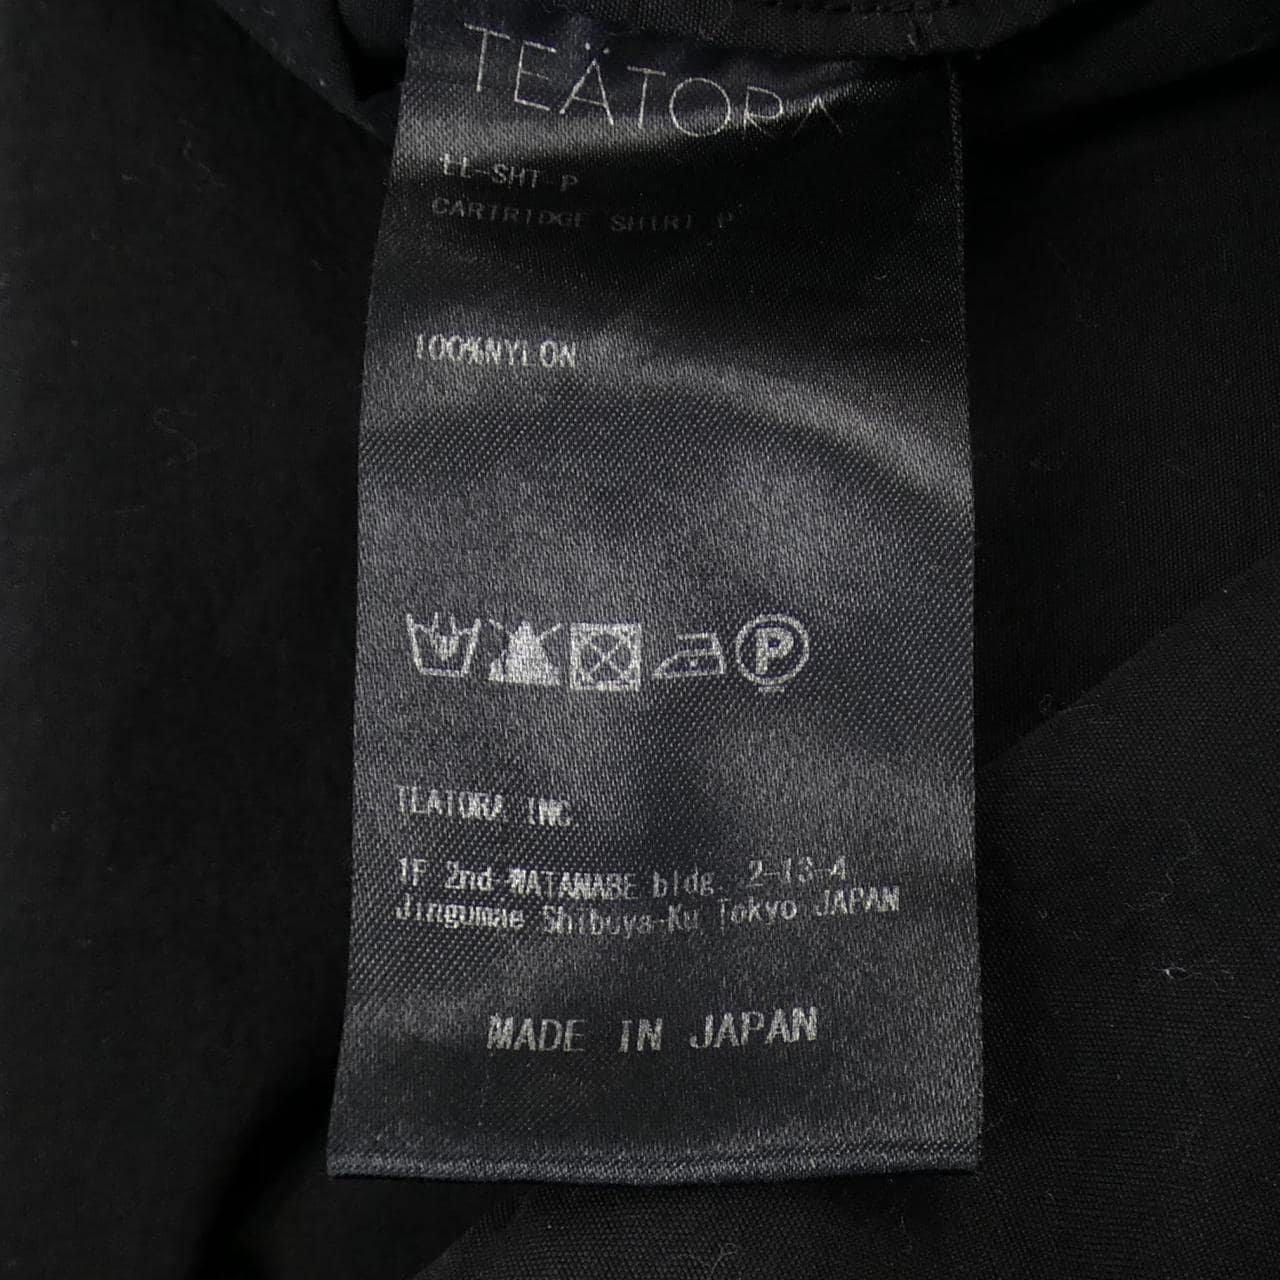 TEÄTORA
tt-SHT-P
CARTRIDGE SHIRT P
100%NYLON
P
TEATORA INC.
1F 2nd-WATANABE bldg. 2-13-4
Jingumae Shibuya-Ku Tokyo JAPAN
MADE IN JAPAN